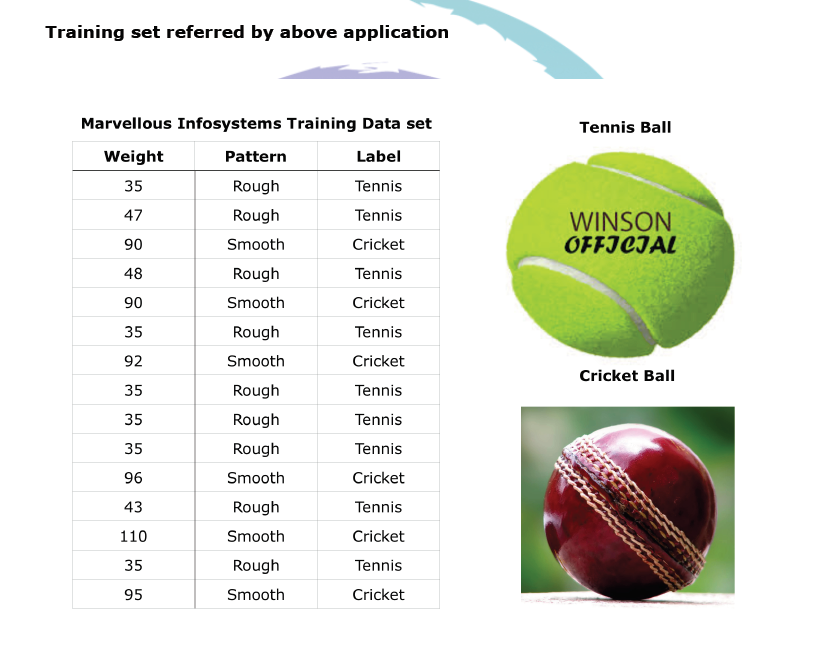 Training set referred by above application
Marvellous Infosystems Training Data set
Weight Pattern Label
35 Rough Tennis
47 Rough Tennis
90 Smooth Cricket
48 Rough Tennis
90 Smooth Cricket
35 Rough Tennis
92 Smooth Cricket
35 Rough Tennis
35 Rough Tennis
35 Rough Tennis
96 Smooth Cricket
43 Rough Tennis
110 Smooth Cricket
35 Rough Tennis
95 Smooth Cricket
Tennis Ball
WINSON
OFFICIAL
Cricket Ball